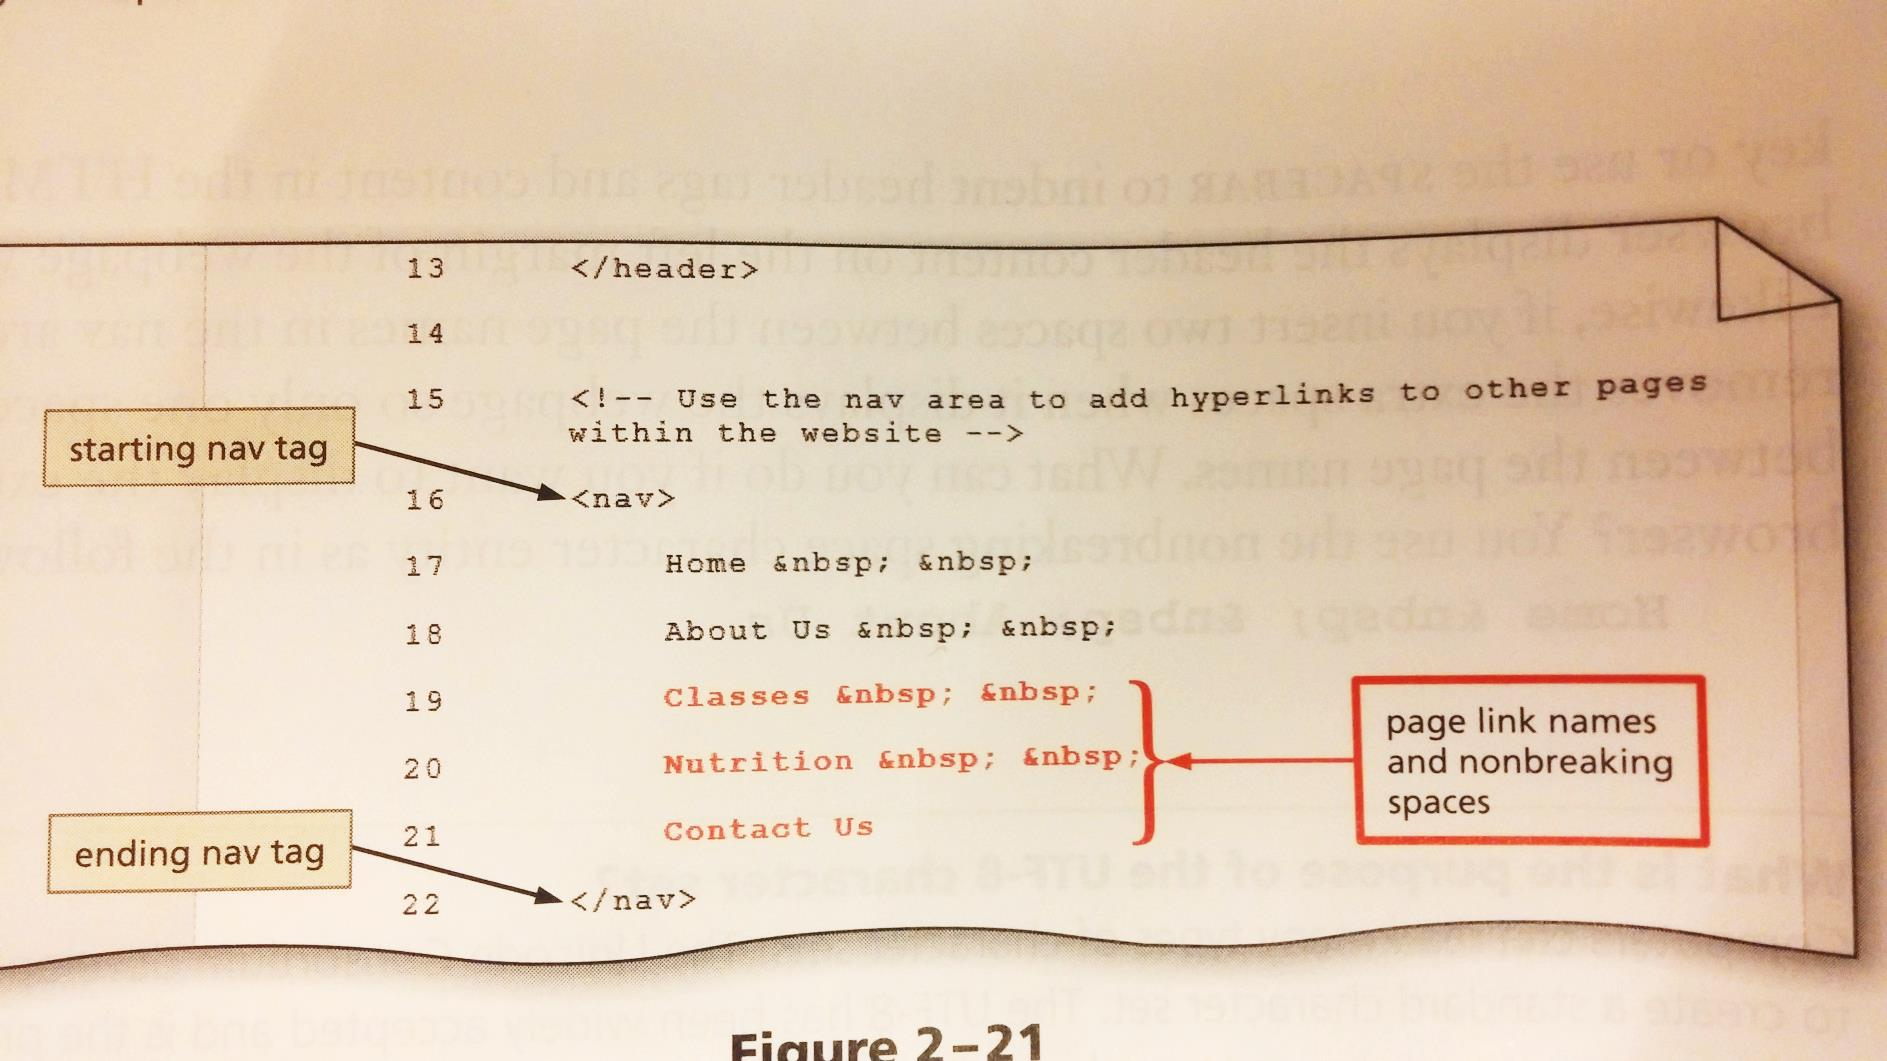 13 </header>
14
15 <!-- Use the nav area to add hyperlinks to other pages
within the website -->
starting nav tag
16 <nav>
17 Home &nbsp; &nbsp;
18 About Us &nbsp; &nbsp;
19 Classes &nbsp; &nbsp;
20 Nutrition &nbsp; &nbsp;
21 Contact Us
page link names
and nonbreaking
spaces
ending nav tag
22 </nav>
Figure 2-21